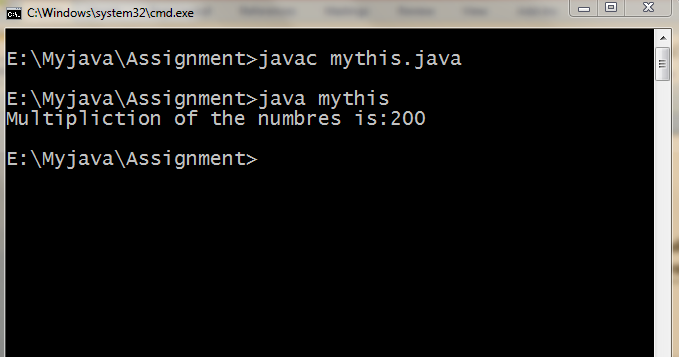 C:\Windows\system32\cmd.exe
E:\Myjava\Assignment>javac mythis.java
E:\Myjava\Assignment>java mythis
Multipliction of the numbres is:200
E:\Myjava\Assignment>